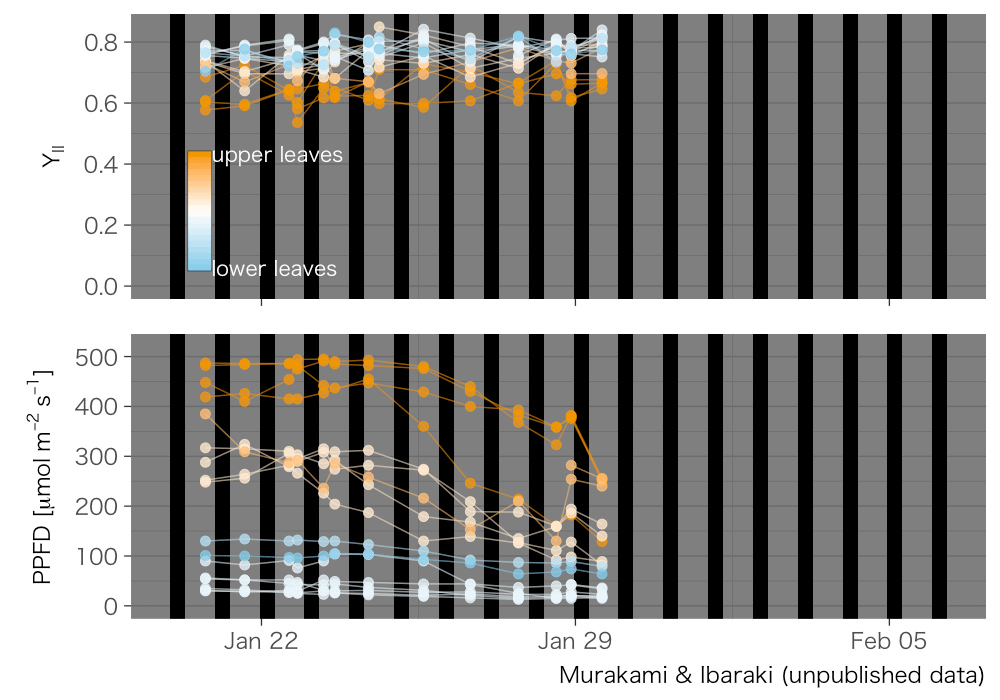 0.8
0.6
0.4
0.2
0.0
Y_II
upper leaves
lower leaves
500
400
300
200
100
0
PPFD [μmol m⁻² s⁻¹]
Jan 22
Jan 29
Feb 05
Murakami & Ibaraki (unpublished data)